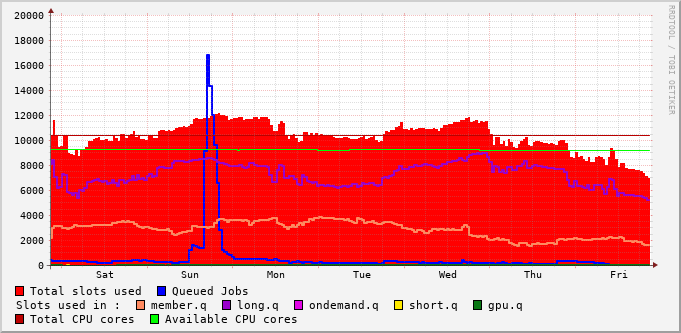 RRDTOOL / TOBI OETIKER
20000
18000
16000
14000
12000
10000
8000
6000
4000
2000
0
Sat Sun Mon Tue Wed Thu Fri
Total slots used Queued Jobs
Slots used in : member.q long.q ondemand.q short.q gpu.q
Total CPU cores Available CPU cores